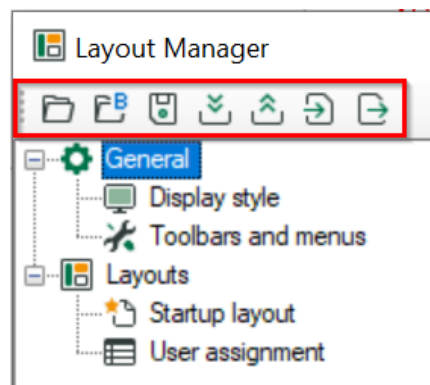 Layout Manager
B
General
Display style
Toolbars and menus
Layouts
Startup layout
User assignment